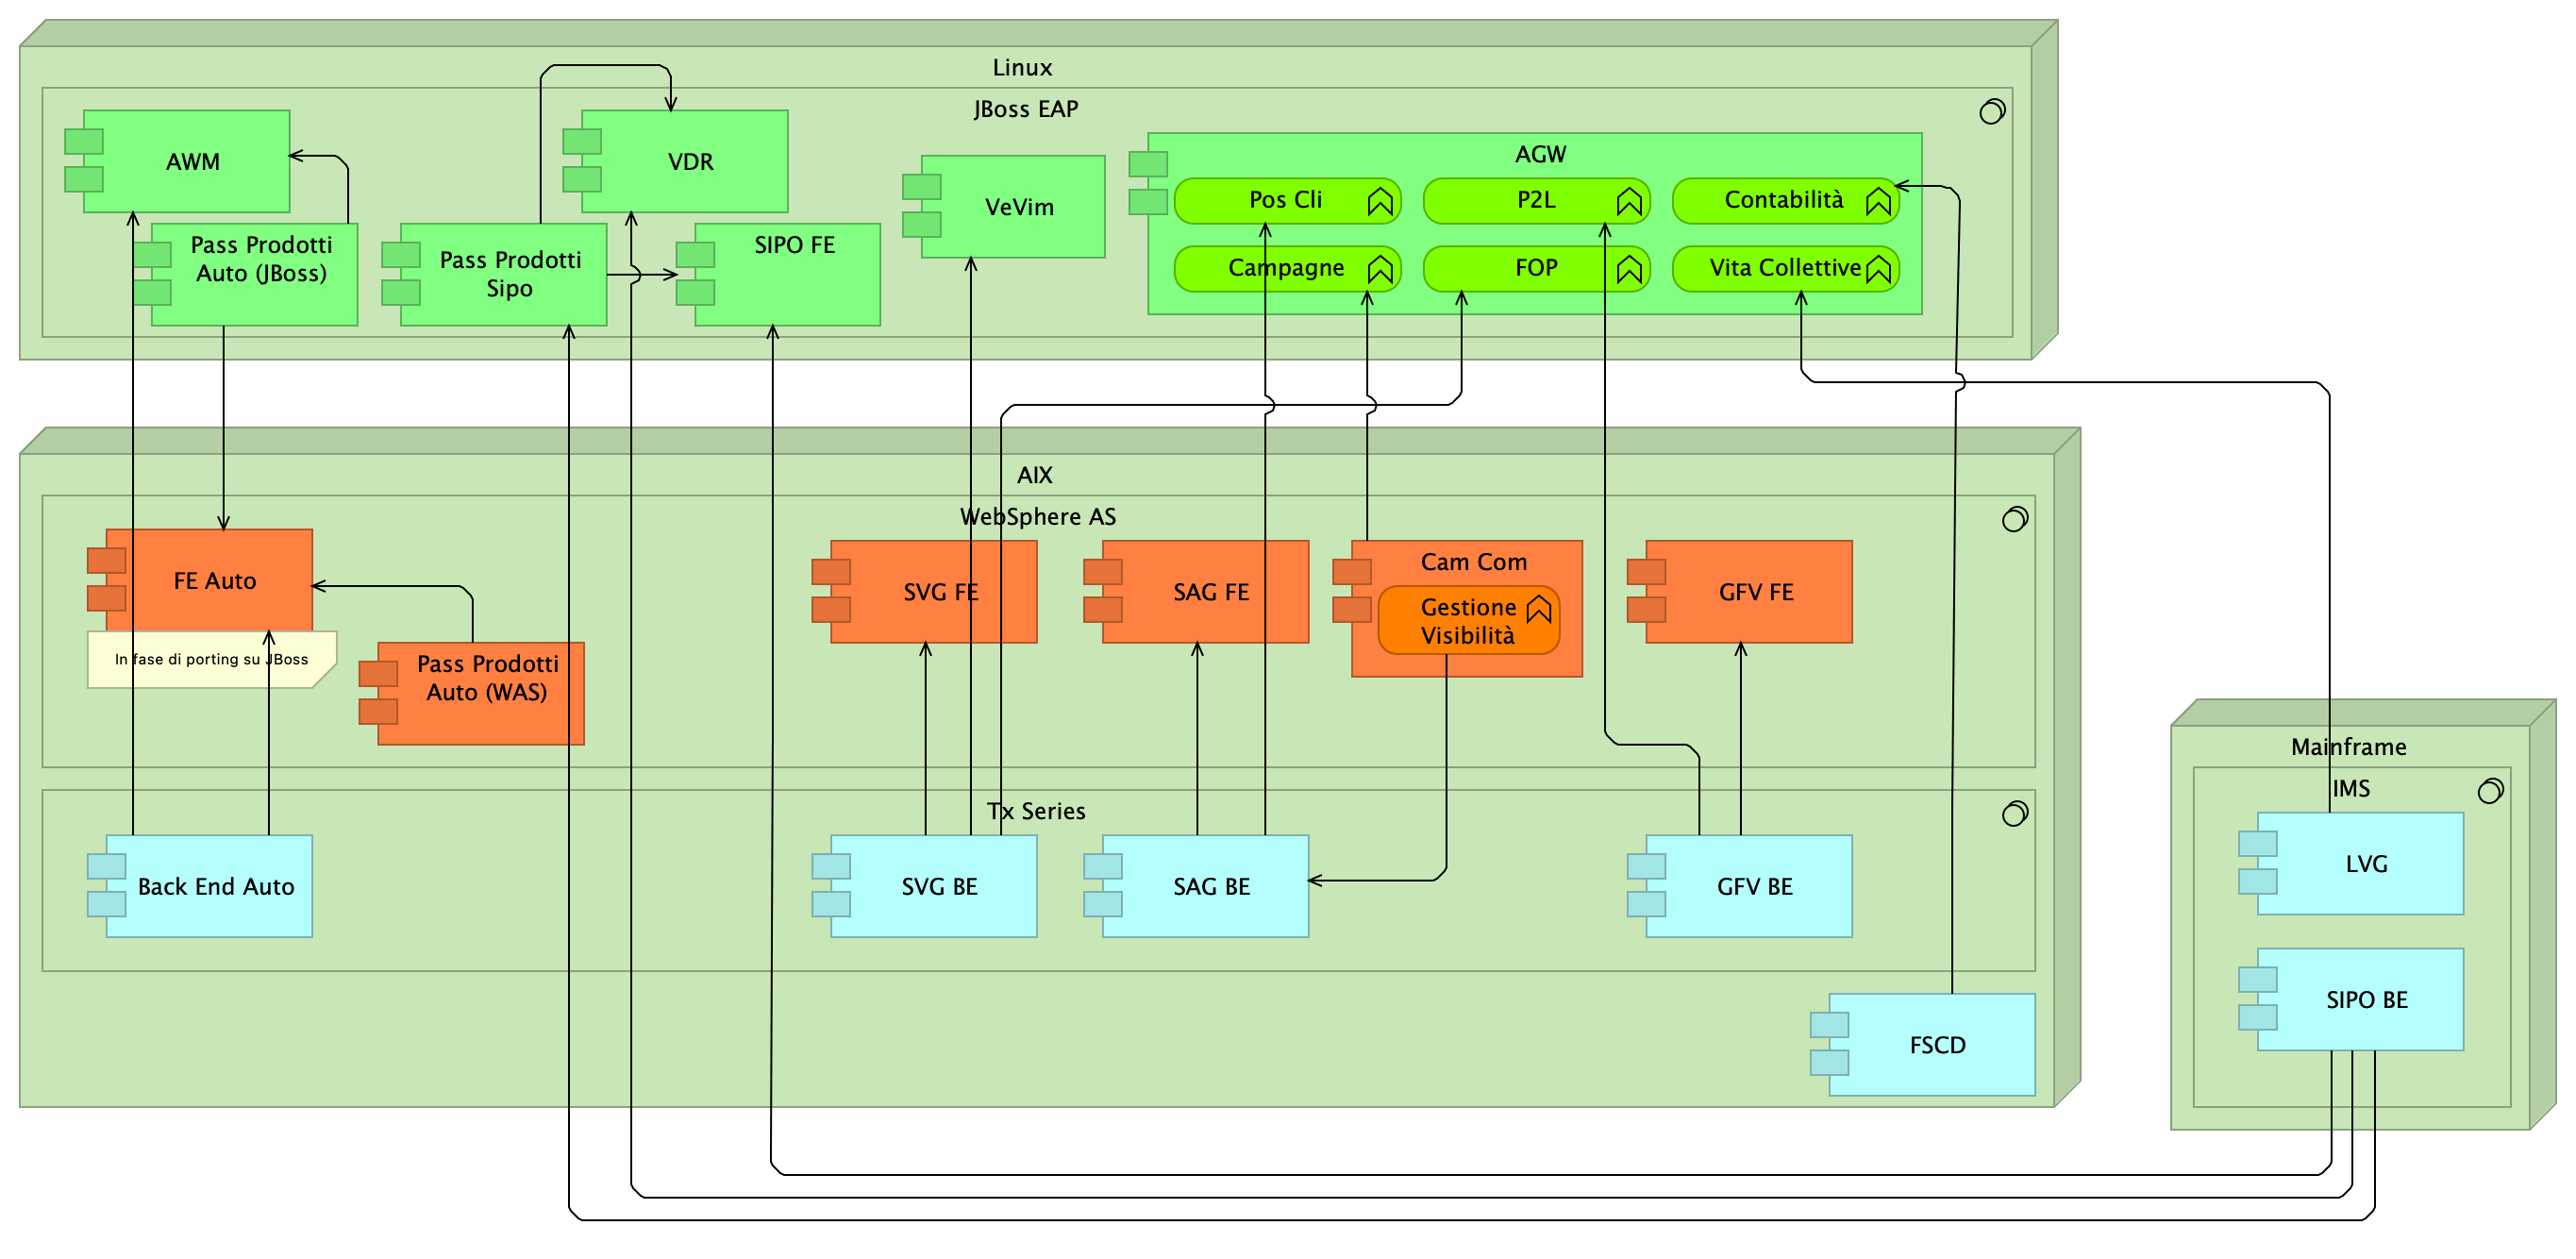 Linux
JBoss EAP
AWM
VDR
VeVim
AGW
Pos Cli
P2L
Contabilità
Campagne
FOP
Vita Collettive
Pass Prodotti
Auto (JBoss)
Pass Prodotti
Sipo
SIPO FE
AIX
WebSphere AS
FE Auto
In fase di porting su JBoss
Pass Prodotti
Auto (WAS)
SVG FE
SAG FE
Cam Com
Gestione
Visibilità
GFV FE
Tx Series
Back End Auto
SVG BE
SAG BE
GFV BE
FSCD
Mainframe
IMS
LVG
SIPO BE